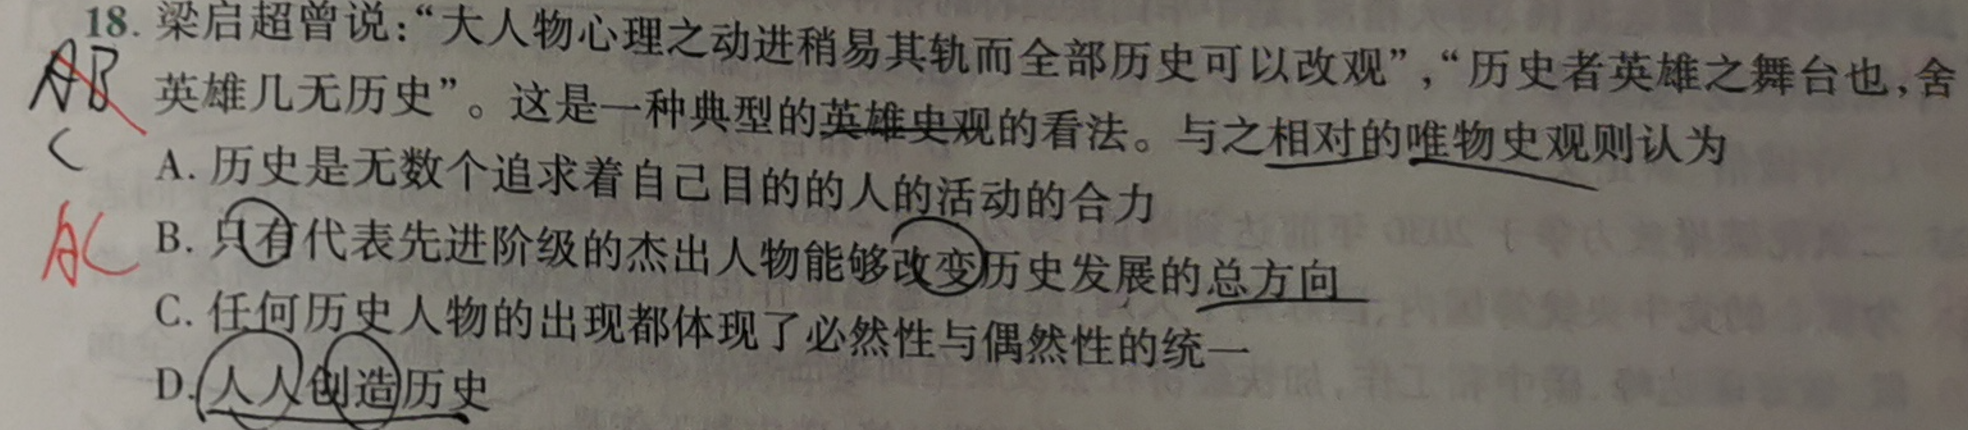 18. 梁启超曾说:“大人物心理之动进稍易其轨而全部历史可以改观”,“历史者英雄之舞台也,舍
AB
英雄几无历史”。这是一种典型的英雄史观的看法。与之相对的唯物史观则认为
C
A. 历史是无数个追求着自己目的的人的活动的合力
AC
B. 只有代表先进阶级的杰出人物能够改变历史发展的总方向
C. 任何历史人物的出现都体现了必然性与偶然性的统一
D. 人人创造历史